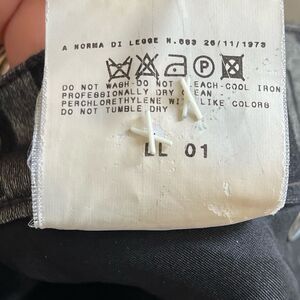 A NORMA DI LEGGE N.883 26/11/1973
P
DO NOT WASH-DO NOT BLEACH-COOL IRON
PROFESSIONALLY DRY CLEAN -
PERCHLORETHYLENE WITH LIKE COLORS
DO NOT TUMBLE DRY
LL 01